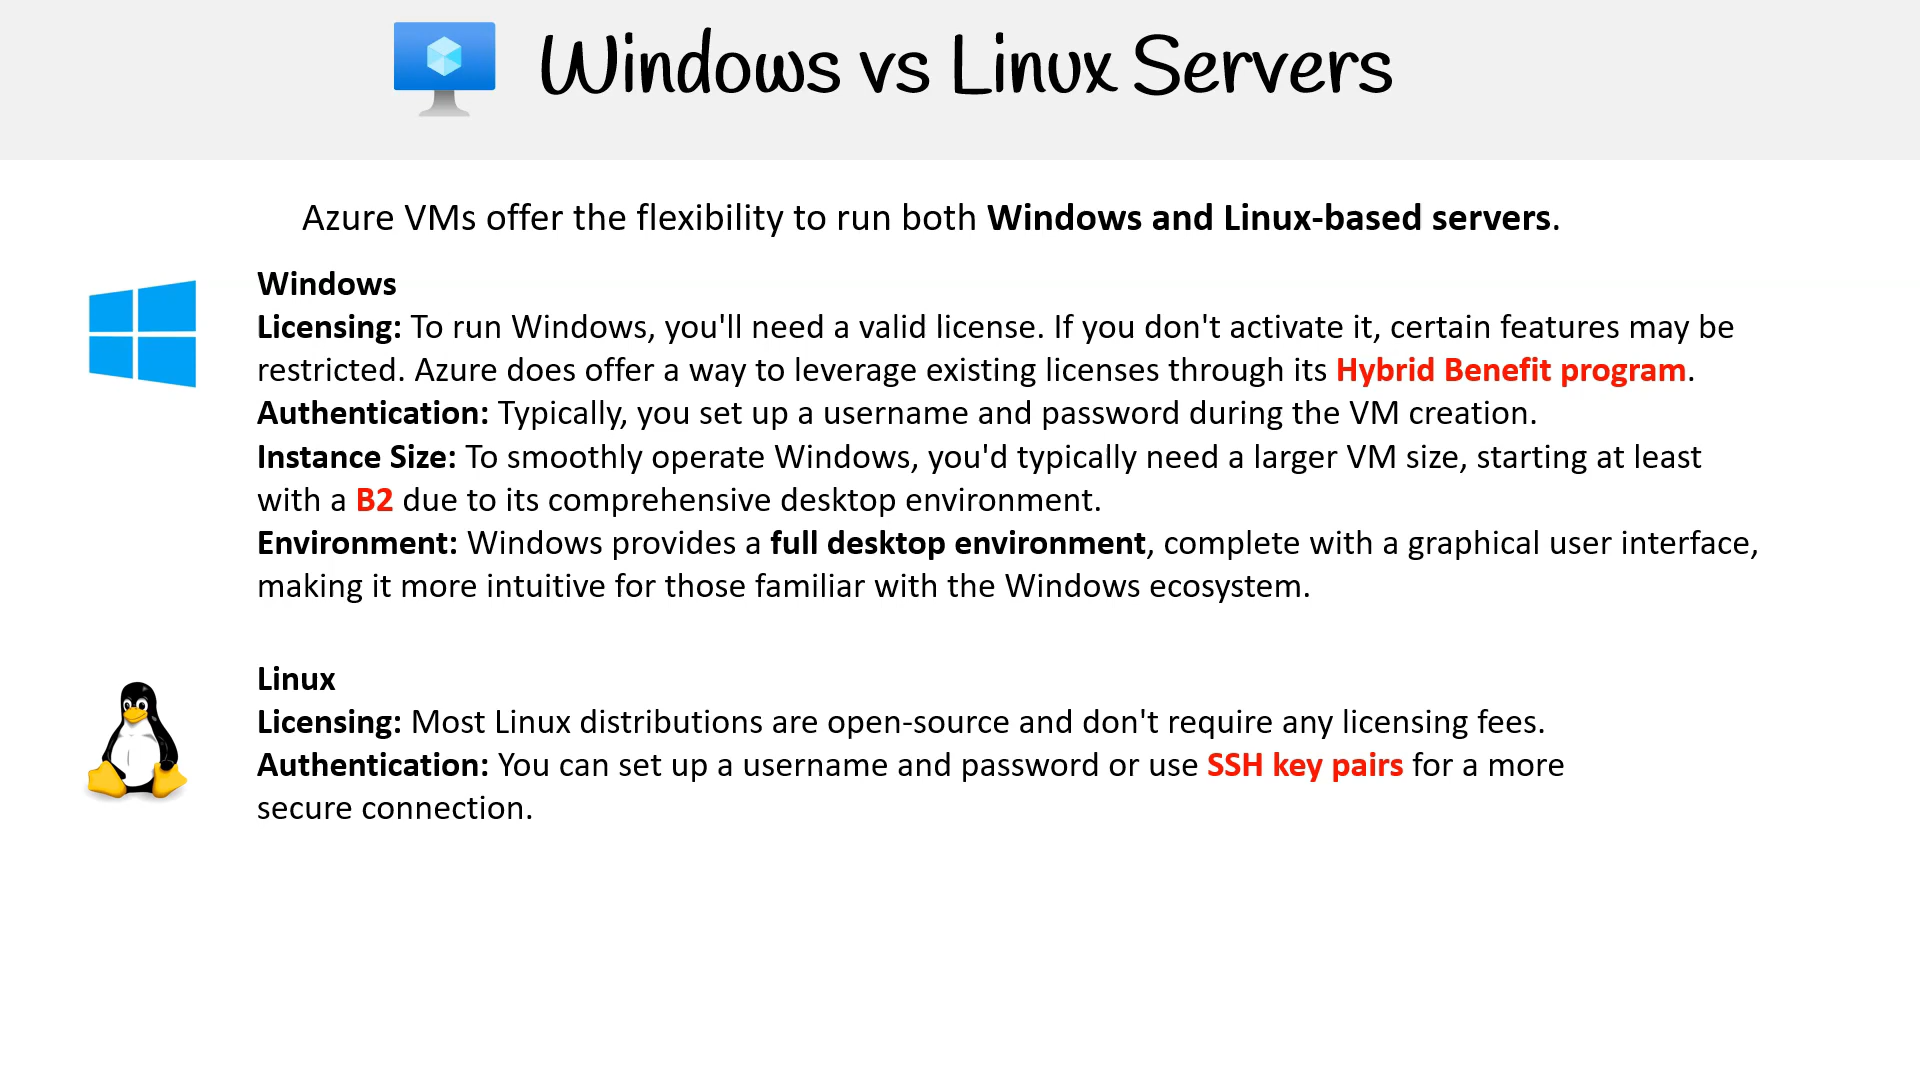 Windows vs Linux Servers
Azure VMs offer the flexibility to run both Windows and Linux-based servers.
Windows
Licensing: To run Windows, you'll need a valid license. If you don't activate it, certain features may be
restricted. Azure does offer a way to leverage existing licenses through its Hybrid Benefit program.
Authentication: Typically, you set up a username and password during the VM creation.
Instance Size: To smoothly operate Windows, you'd typically need a larger VM size, starting at least
with a B2 due to its comprehensive desktop environment.
Environment: Windows provides a full desktop environment, complete with a graphical user interface,
making it more intuitive for those familiar with the Windows ecosystem.
Linux
Licensing: Most Linux distributions are open-source and don't require any licensing fees.
Authentication: You can set up a username and password or use SSH key pairs for a more
secure connection.